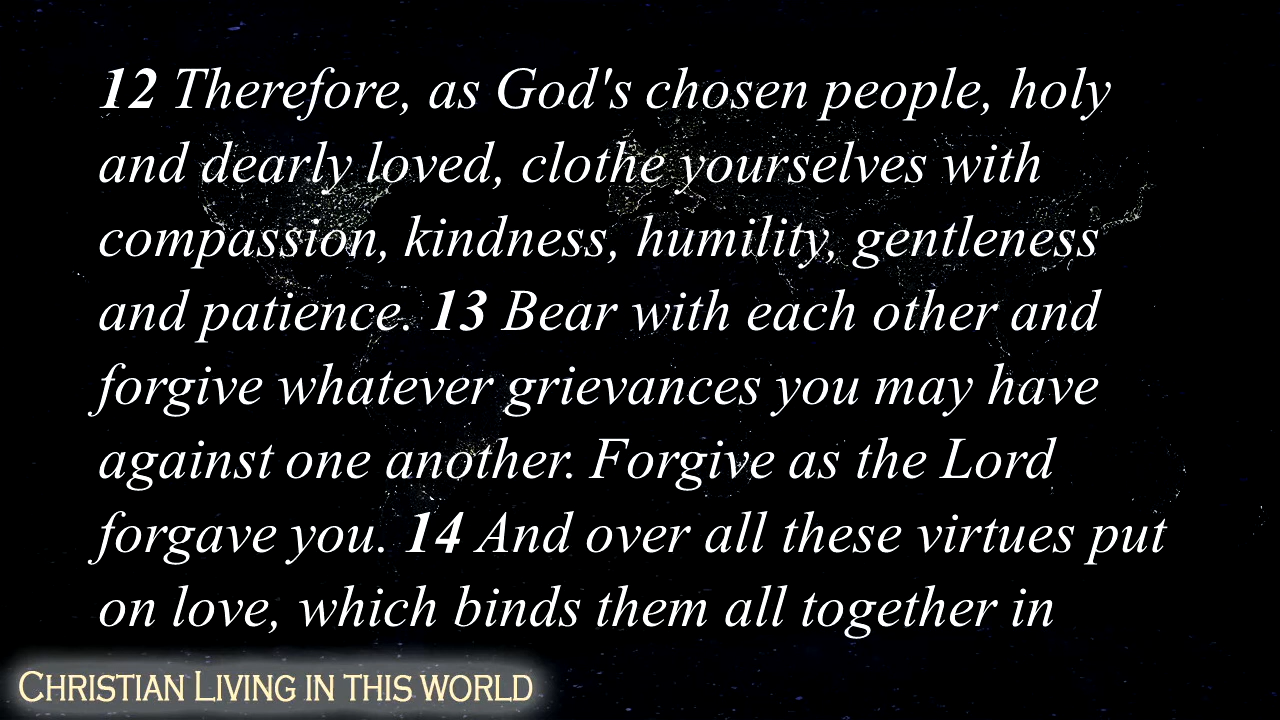 12 Therefore, as God's chosen people, holy
and dearly loved, clothe yourselves with
compassion, kindness, humility, gentleness
and patience. 13 Bear with each other and
forgive whatever grievances you may have
against one another. Forgive as the Lord
forgave you. 14 And over all these virtues put
on love, which binds them all together in
Christian Living in this world